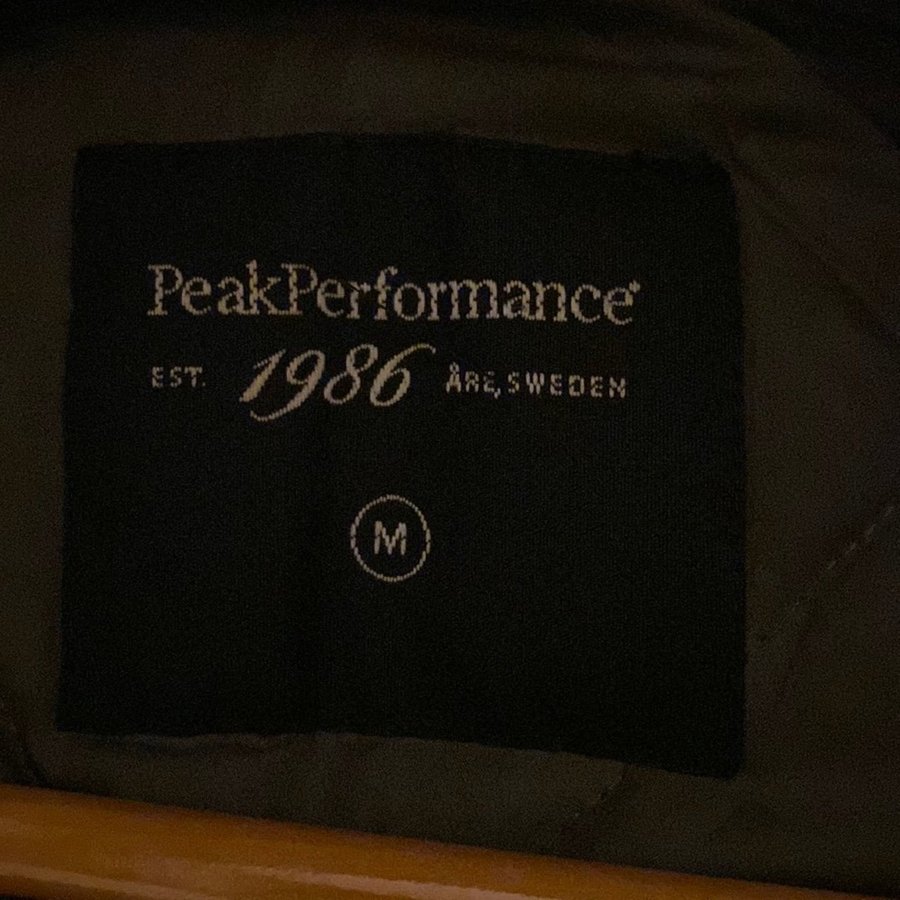 PeakPerformance
EST. 1986 ÅRE, SWEDEN
M